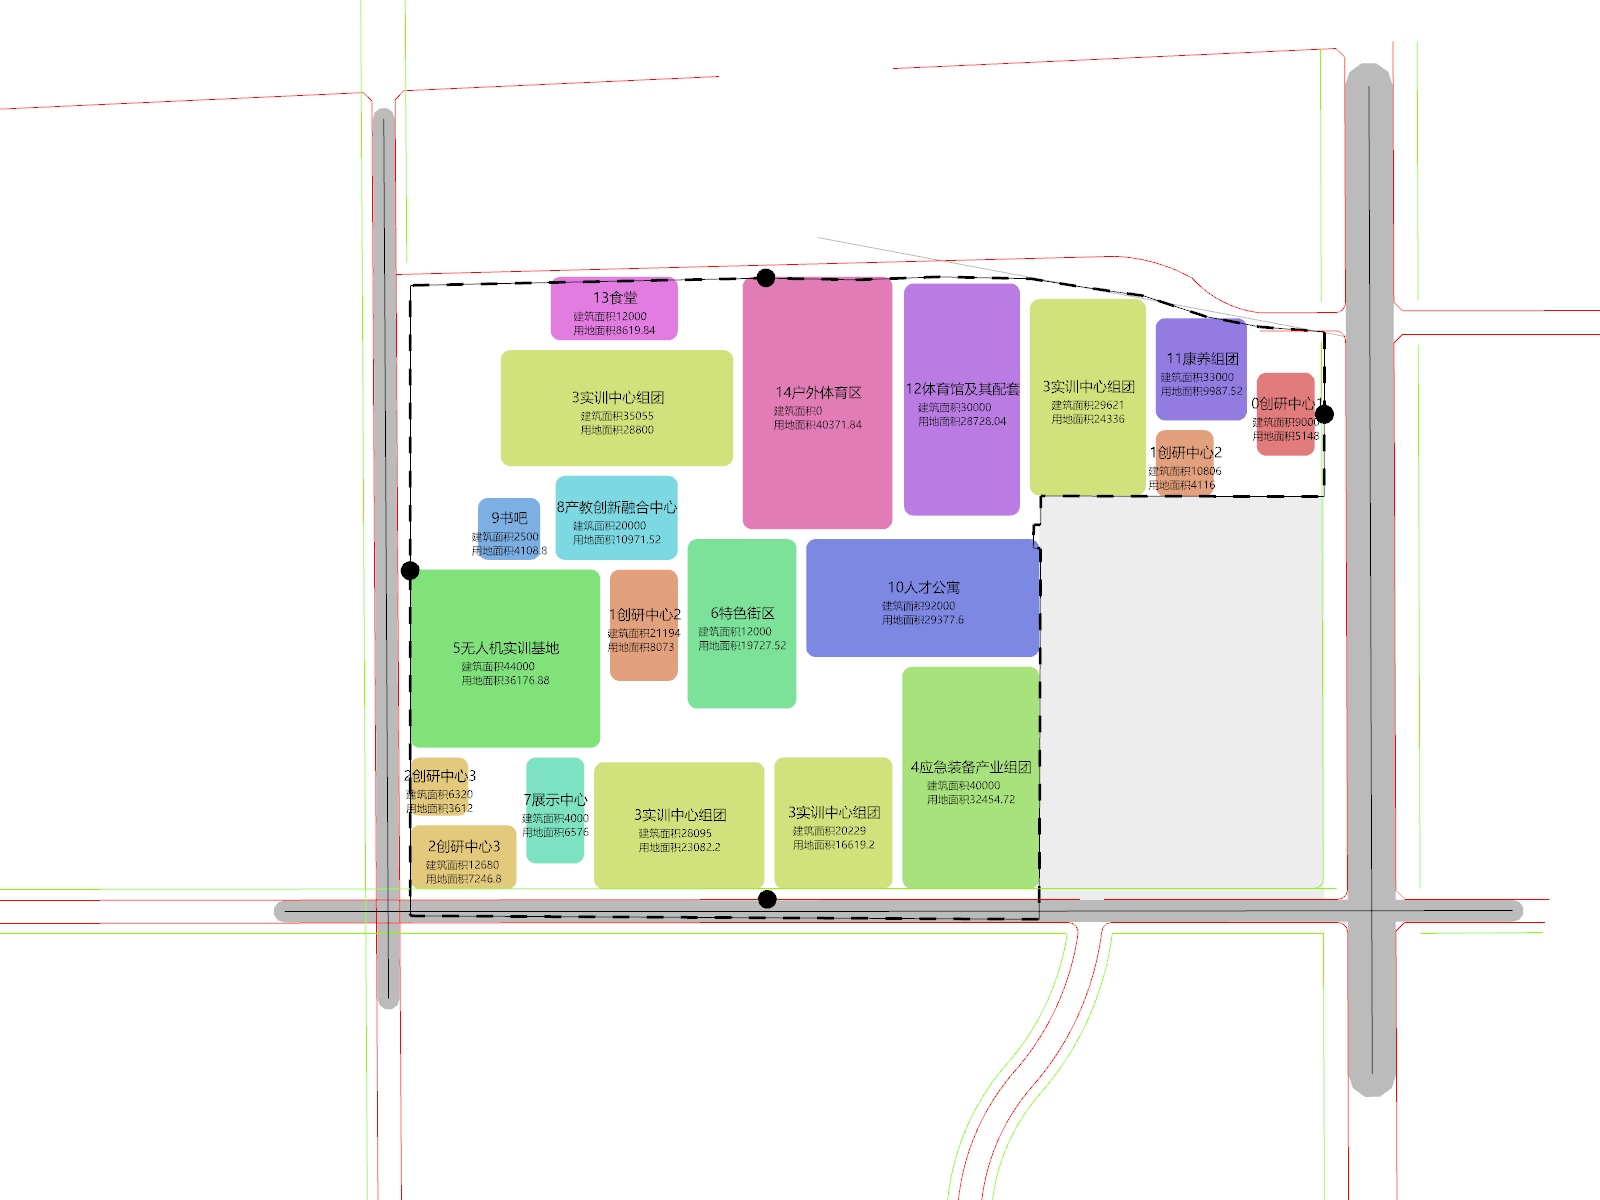 13食堂
建筑面积12000
用地面积8619.84
3实训中心组团
建筑面积35055
用地面积28800
14户外体育区
建筑面积0
用地面积40371.84
12体育馆及其配套
建筑面积30000
用地面积28728.04
3实训中心组团
建筑面积29621
用地面积24336
11康养组团
建筑面积33000
用地面积9987.52
0创研中心1
建筑面积9000
用地面积5148
1创研中心2
建筑面积10806
用地面积4116
9书吧
建筑面积2500
用地面积4108.8
8产教创新融合中心
建筑面积20000
用地面积10971.52
5无人机实训基地
建筑面积44000
用地面积36176.88
1创研中心2
建筑面积21194
用地面积8073
6特色街区
建筑面积12000
用地面积19727.52
10人才公寓
建筑面积92000
用地面积29377.6
2创研中心3
建筑面积6320
用地面积3612
2创研中心3
建筑面积12680
用地面积7246.8
7展示中心
建筑面积4000
用地面积6576
3实训中心组团
建筑面积28095
用地面积23082.2
3实训中心组团
建筑面积20229
用地面积16619.2
4应急装备产业组团
建筑面积40000
用地面积32454.72